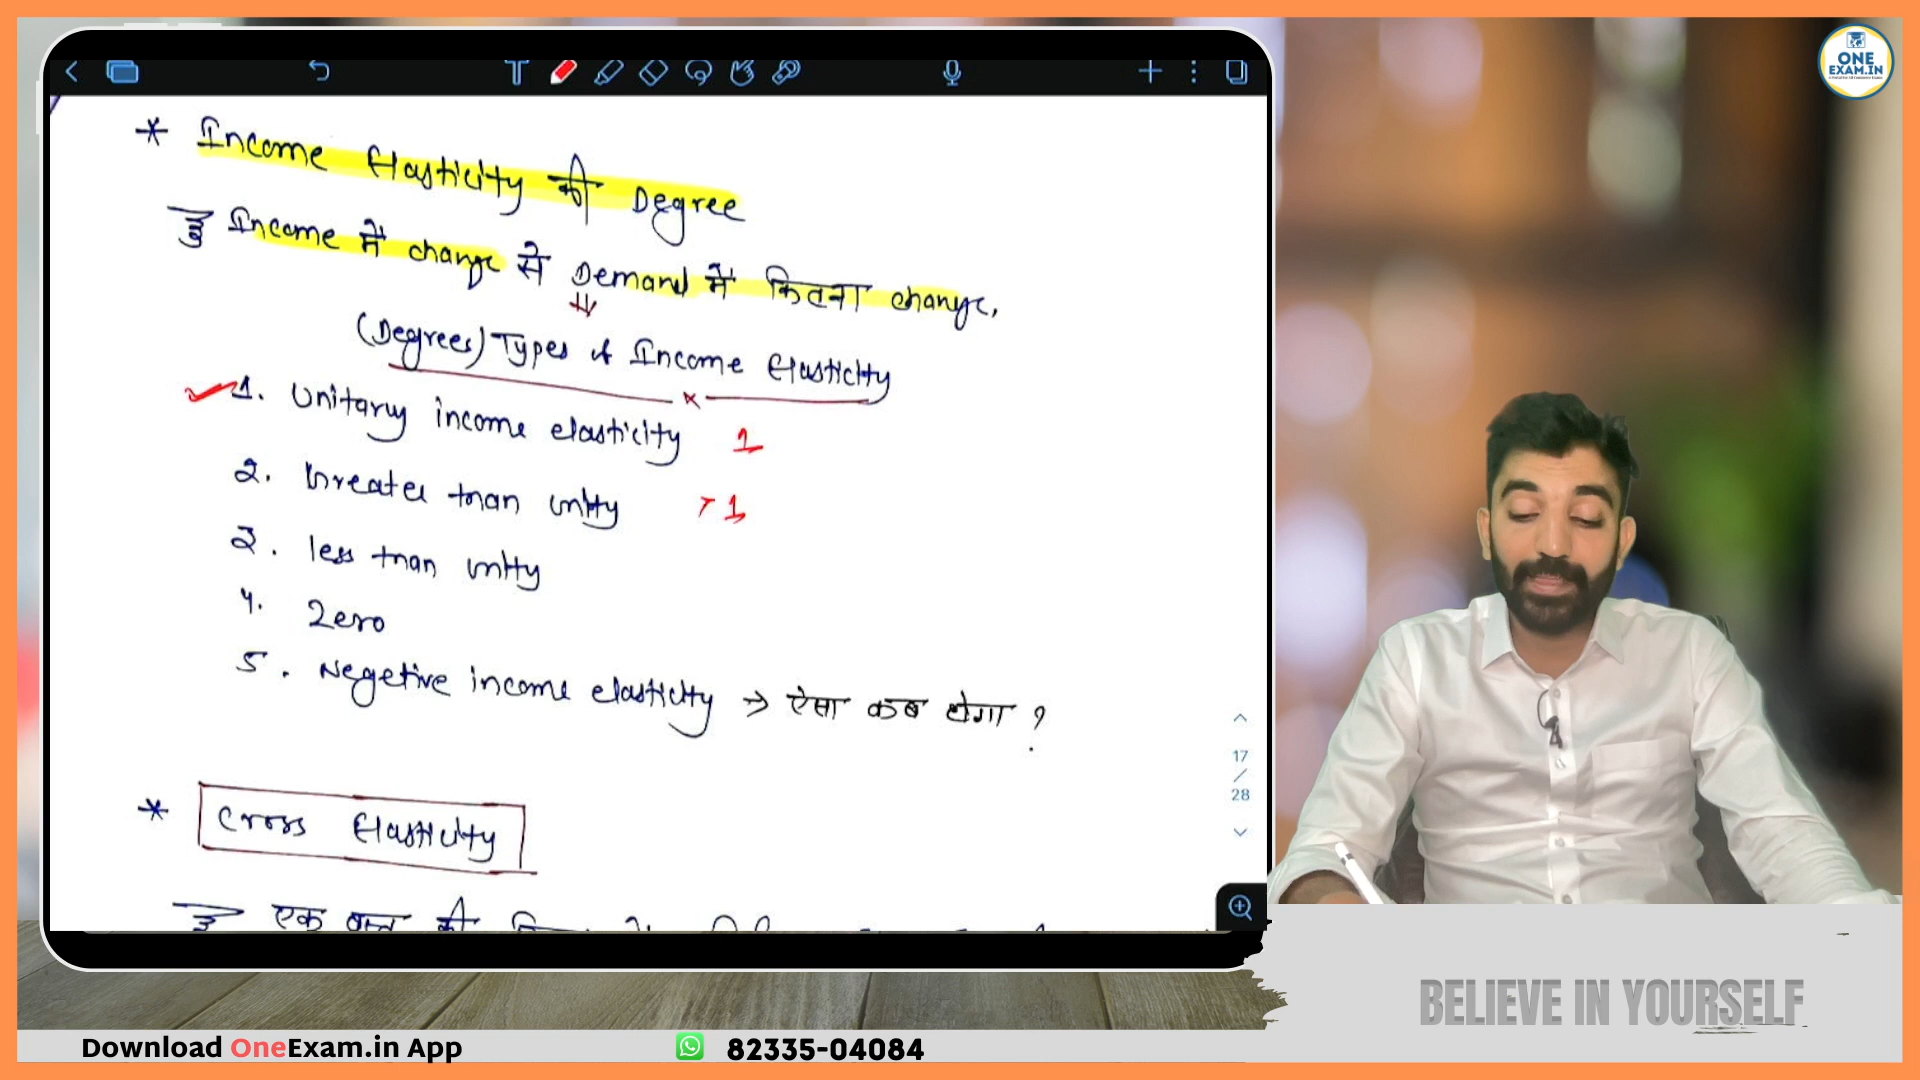 * Income Elasticity की Degree
Income में change से Demand में कितना change,
(Degrees) Types of Income Elasticity
1. Unitary income elasticity 1
2. Greater than unity > 1
3. less than unity
4. Zero
5. Negetive income elasticity → ऐसा कब होगा ?
* Cross Elasticity
एक वस्तु की
17
/
28
ONE
EXAM.IN
BELIEVE IN YOURSELF
Download OneExam.in App
82335-04084